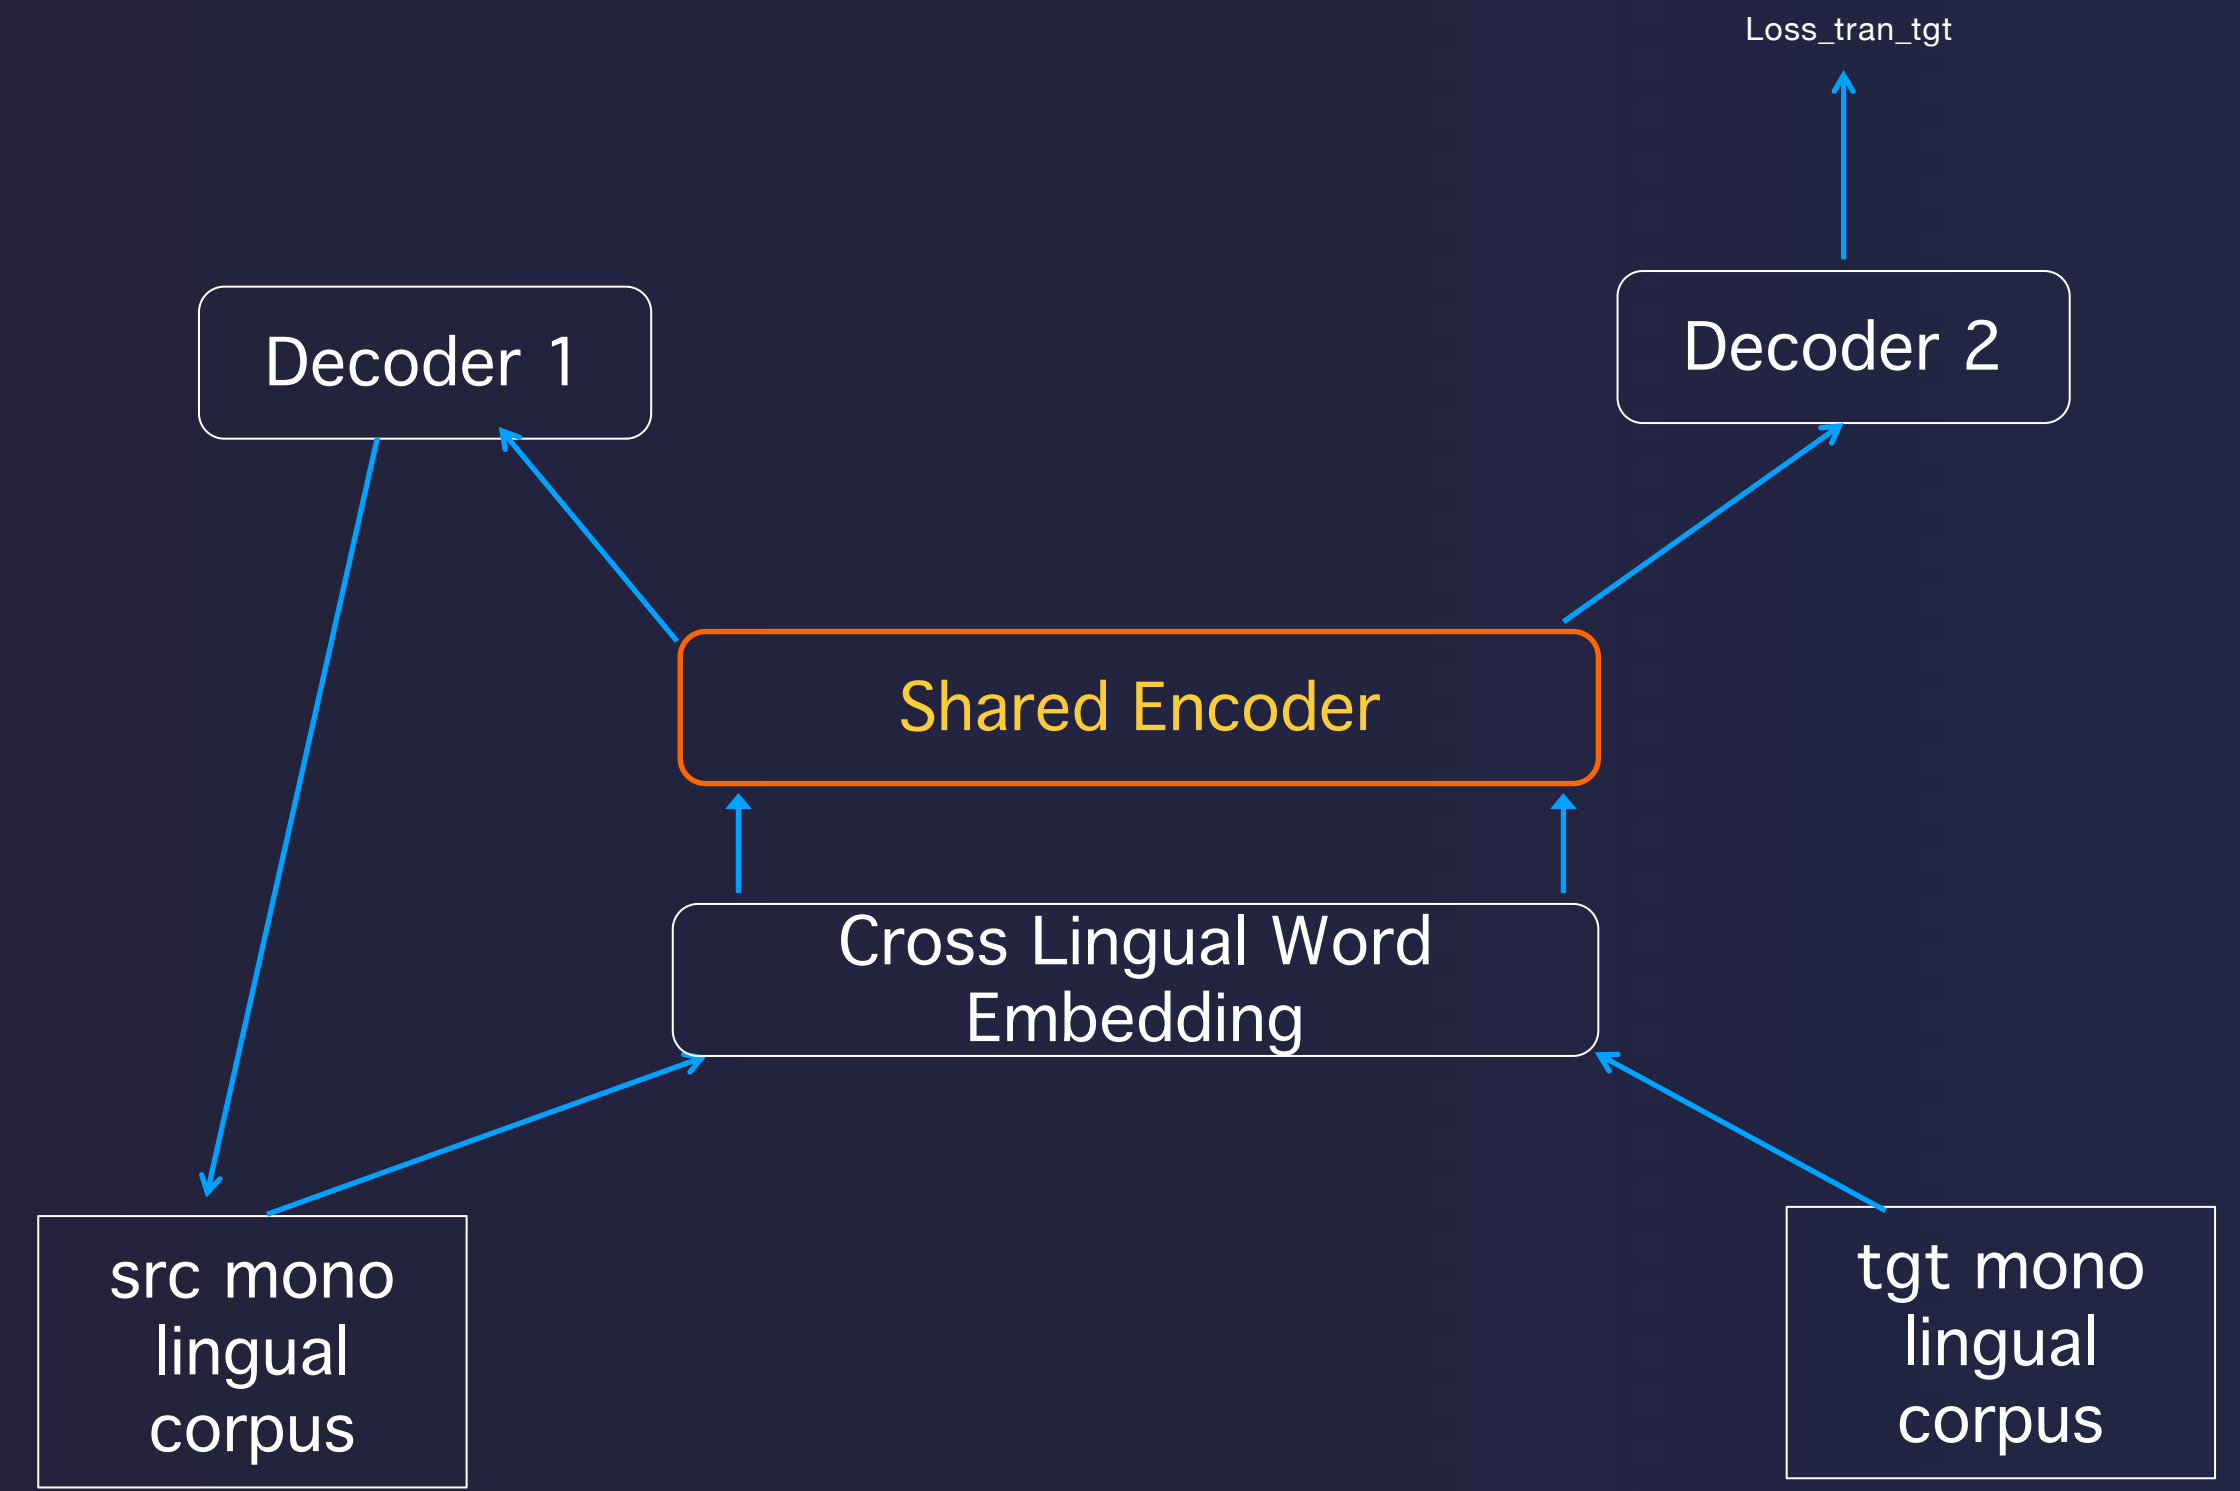 Loss_tran_tgt
Decoder 1
Decoder 2
Shared Encoder
Cross Lingual Word
Embedding
src mono
lingual
corpus
tgt mono
lingual
corpus